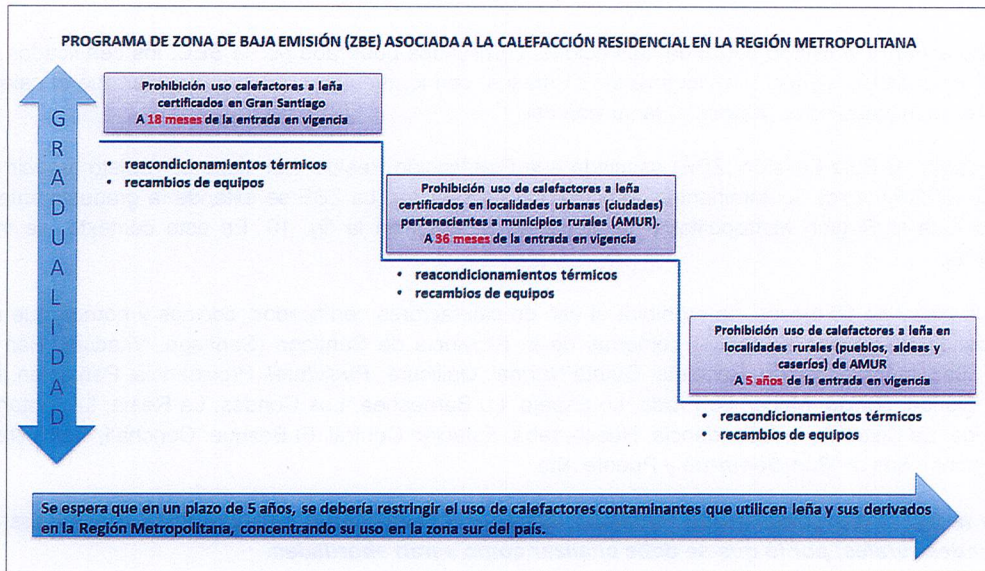 PROGRAMA DE ZONA DE BAJA EMISIÓN (ZBE) ASOCIADA A LA CALEFACCIÓN RESIDENCIAL EN LA REGIÓN METROPOLITANA
GRADUALIDAD
Prohibición uso calefactores a leña
certificados en Gran Santiago
A 18 meses de la entrada en vigencia
• reacondicionamientos térmicos
• recambios de equipos
Prohibición uso de calefactores a leña
certificados en localidades urbanas (ciudades)
pertenecientes a municipios rurales (AMUR).
A 36 meses de la entrada en vigencia
• reacondicionamientos térmicos
• recambios de equipos
Prohibición uso de calefactores a leña en
localidades rurales (pueblos, aldeas y
caseríos) de AMUR
A 5 años de la entrada en vigencia
• reacondicionamientos térmicos
• recambios de equipos
Se espera que en un plazo de 5 años, se debería restringir el uso de calefactores contaminantes que utilicen leña y sus derivados
en la Región Metropolitana, concentrando su uso en la zona sur del país.